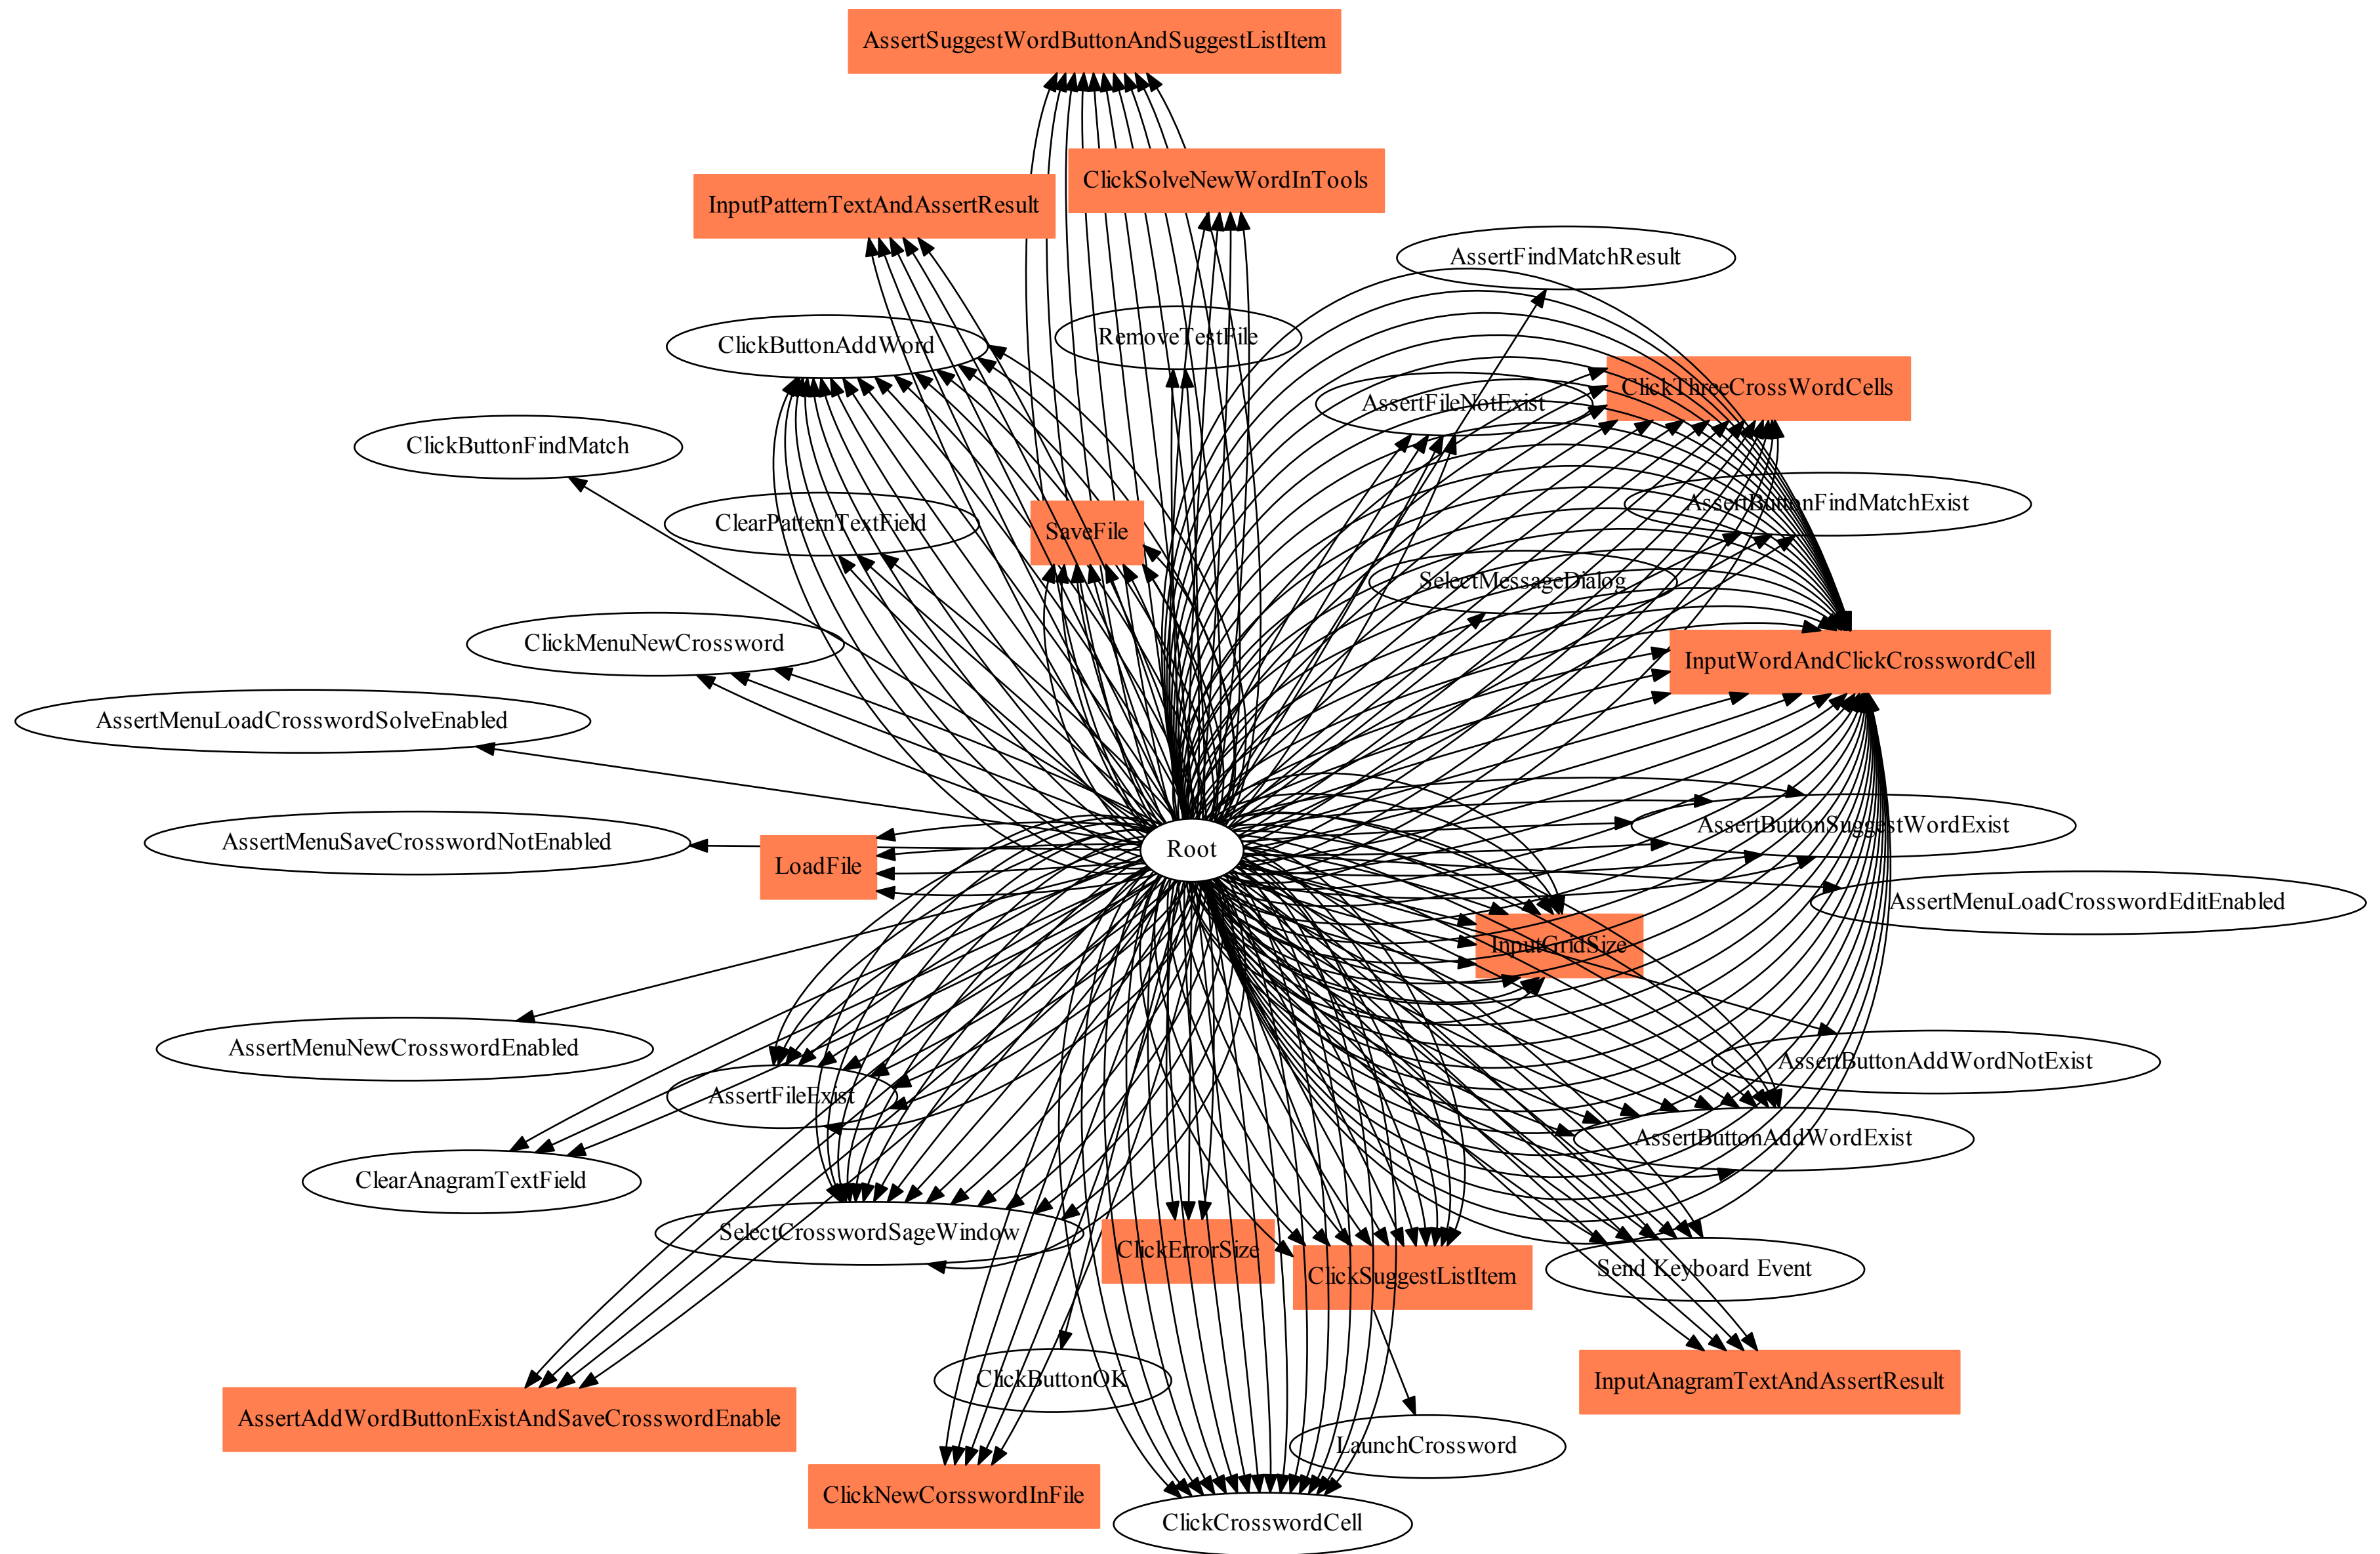 AssertSuggestWordButtonAndSuggestListItem
ClickSolveNewWordInTools
InputPatternTextAndAssertResult
AssertFindMatchResult
RemoveTestFile
ClickButtonAddWord
ClickThreeCrossWordCells
AssertFileNotExist
ClickButtonFindMatch
AssertButtonFindMatchExist
ClearPatternTextField
SaveFile
SelectMessageDialog
ClickMenuNewCrossword
InputWordAndClickCrosswordCell
AssertMenuLoadCrosswordSolveEnabled
AssertButtonSuggestWordExist
AssertMenuSaveCrosswordNotEnabled
Root
LoadFile
AssertMenuLoadCrosswordEditEnabled
InputGridSize
AssertMenuNewCrosswordEnabled
AssertButtonAddWordNotExist
AssertFileExist
AssertButtonAddWordExist
ClearAnagramTextField
SelectCrosswordSageWindow
ClickErrorSize
Send Keyboard Event
ClickSuggestListItem
ClickButtonOK
InputAnagramTextAndAssertResult
AssertAddWordButtonExistAndSaveCrosswordEnable
LaunchCrossword
ClickNewCorsswordInFile
ClickCrosswordCell